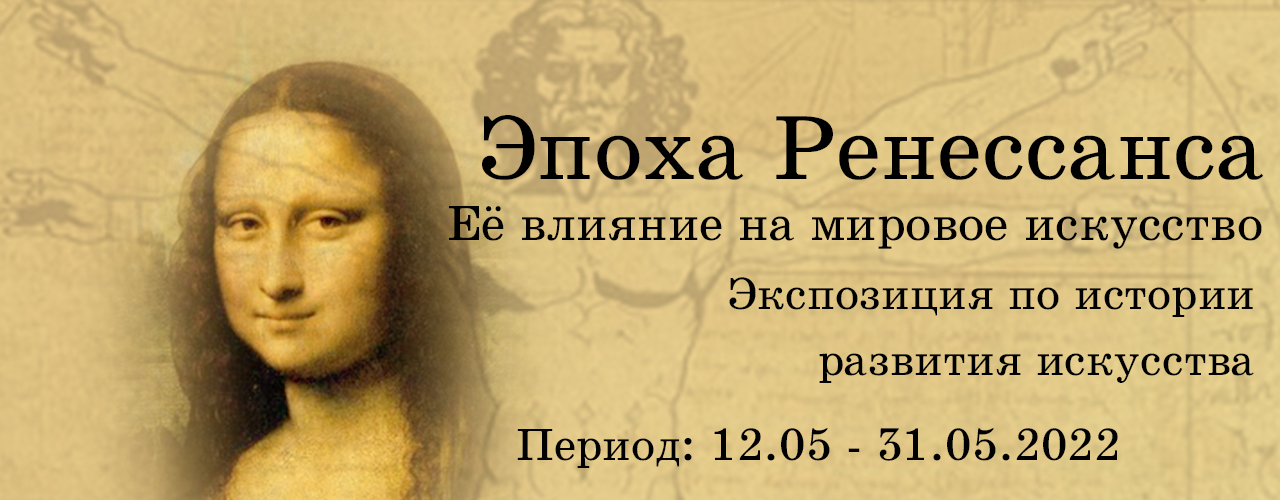 Эпоха Ренессанса
Её влияние на мировое искусство
Экспозиция по истории
развития искусства
Период: 12.05 - 31.05.2022